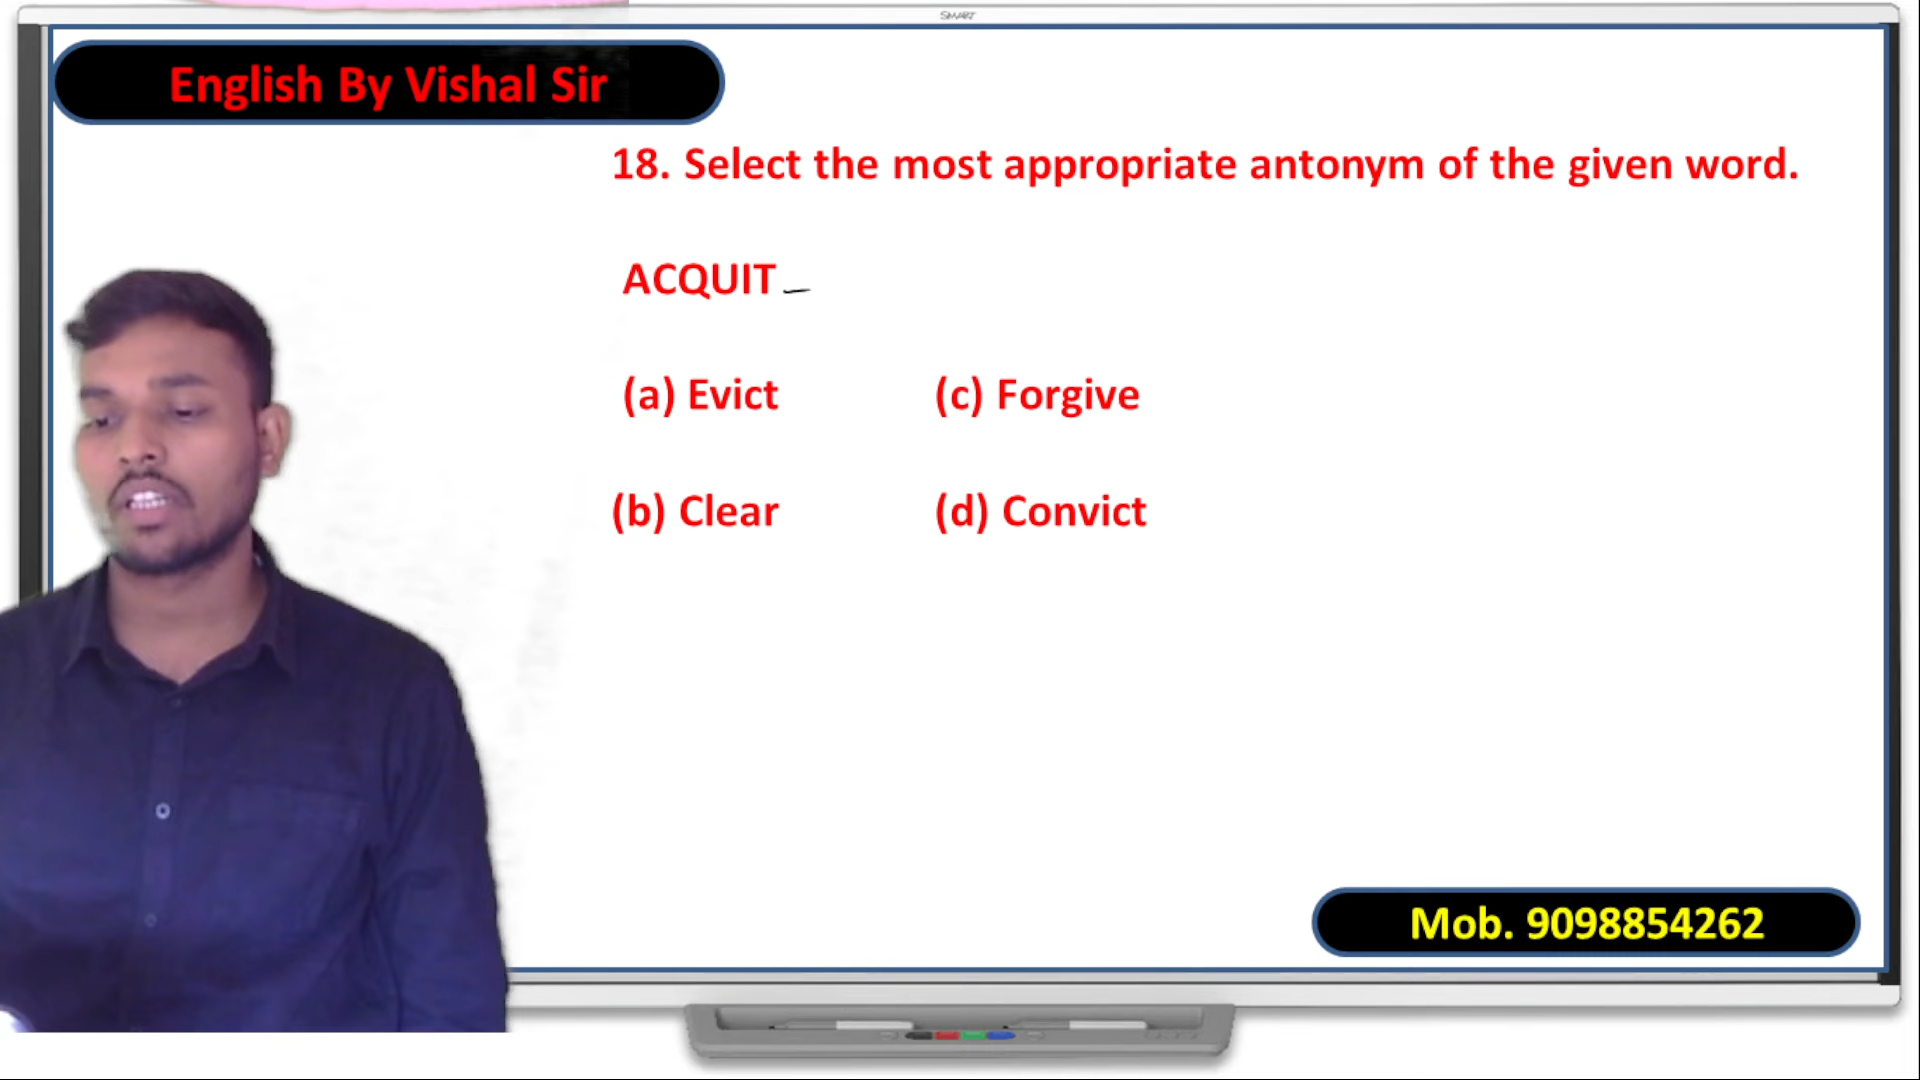 SMART
English By Vishal Sir
18. Select the most appropriate antonym of the given word.
ACQUIT
(a) Evict (c) Forgive
(b) Clear (d) Convict
Mob. 9098854262